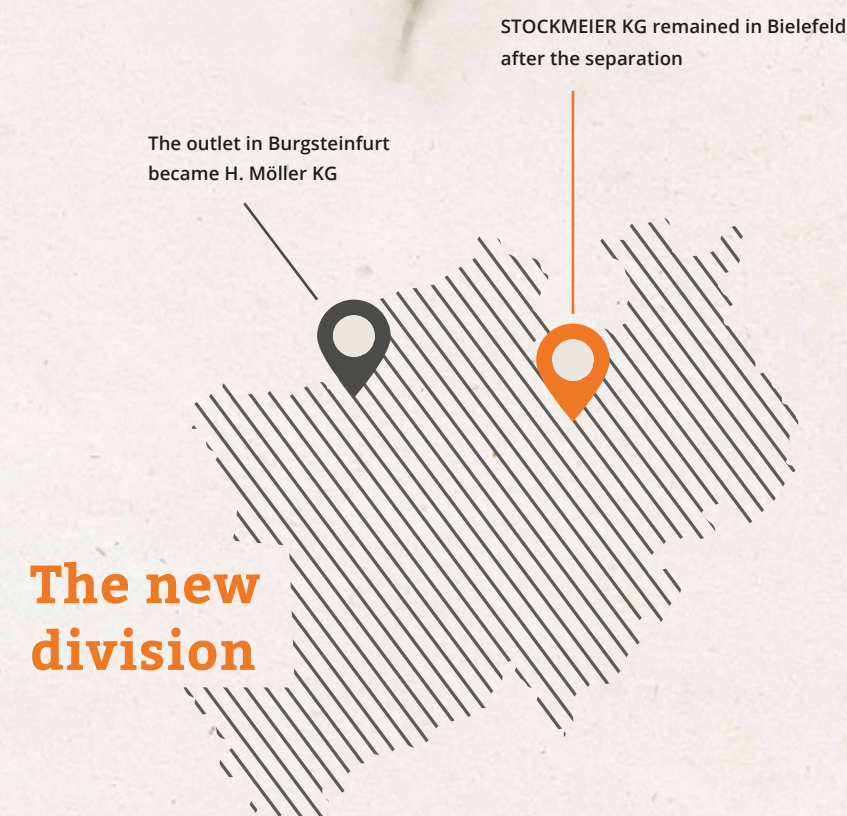 STOCKMEIER KG remained in Bielefeld
after the separation
The outlet in Burgsteinfurt
became H. Möller KG
The new
division